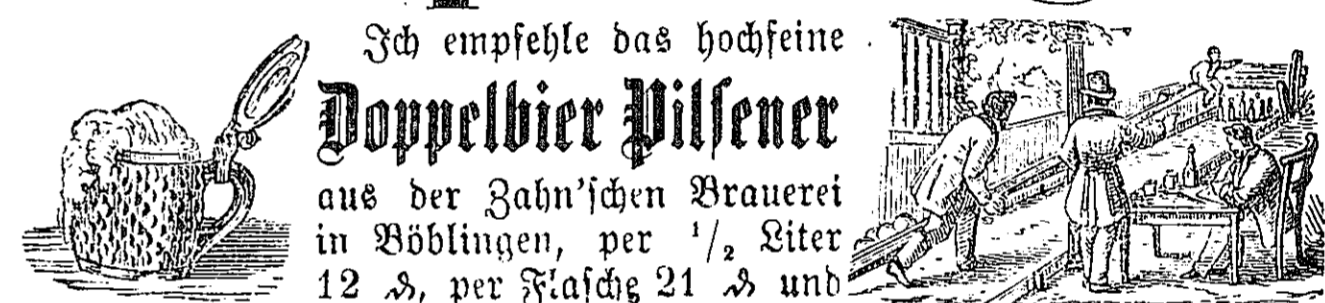 Ich empfehle das hochfeine
Doppelbier Pilsener
aus der Zahn'schen Brauerei
in Böblingen, per ¹/₂ Liter
12 ₰, per Flasche 21 ₰ und